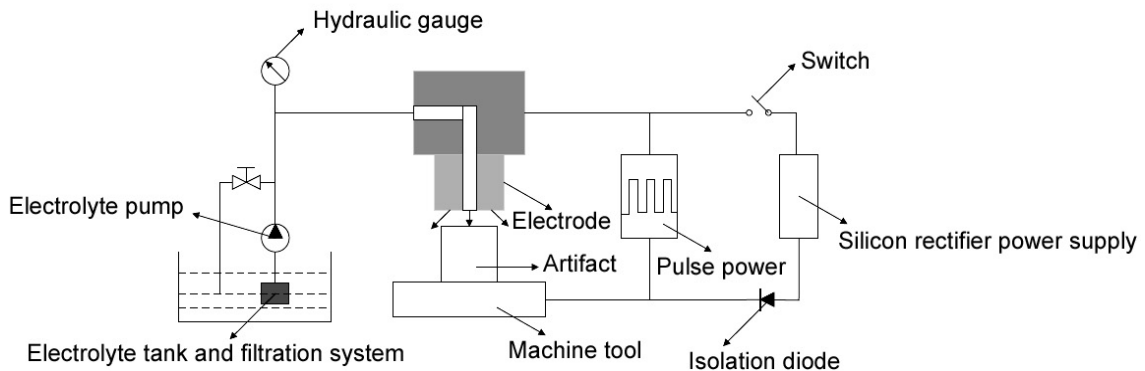 Hydraulic gauge
Switch
Electrolyte pump
Electrode
Silicon rectifier power supply
Artifact
Pulse power
Electrolyte tank and filtration system
Machine tool
Isolation diode